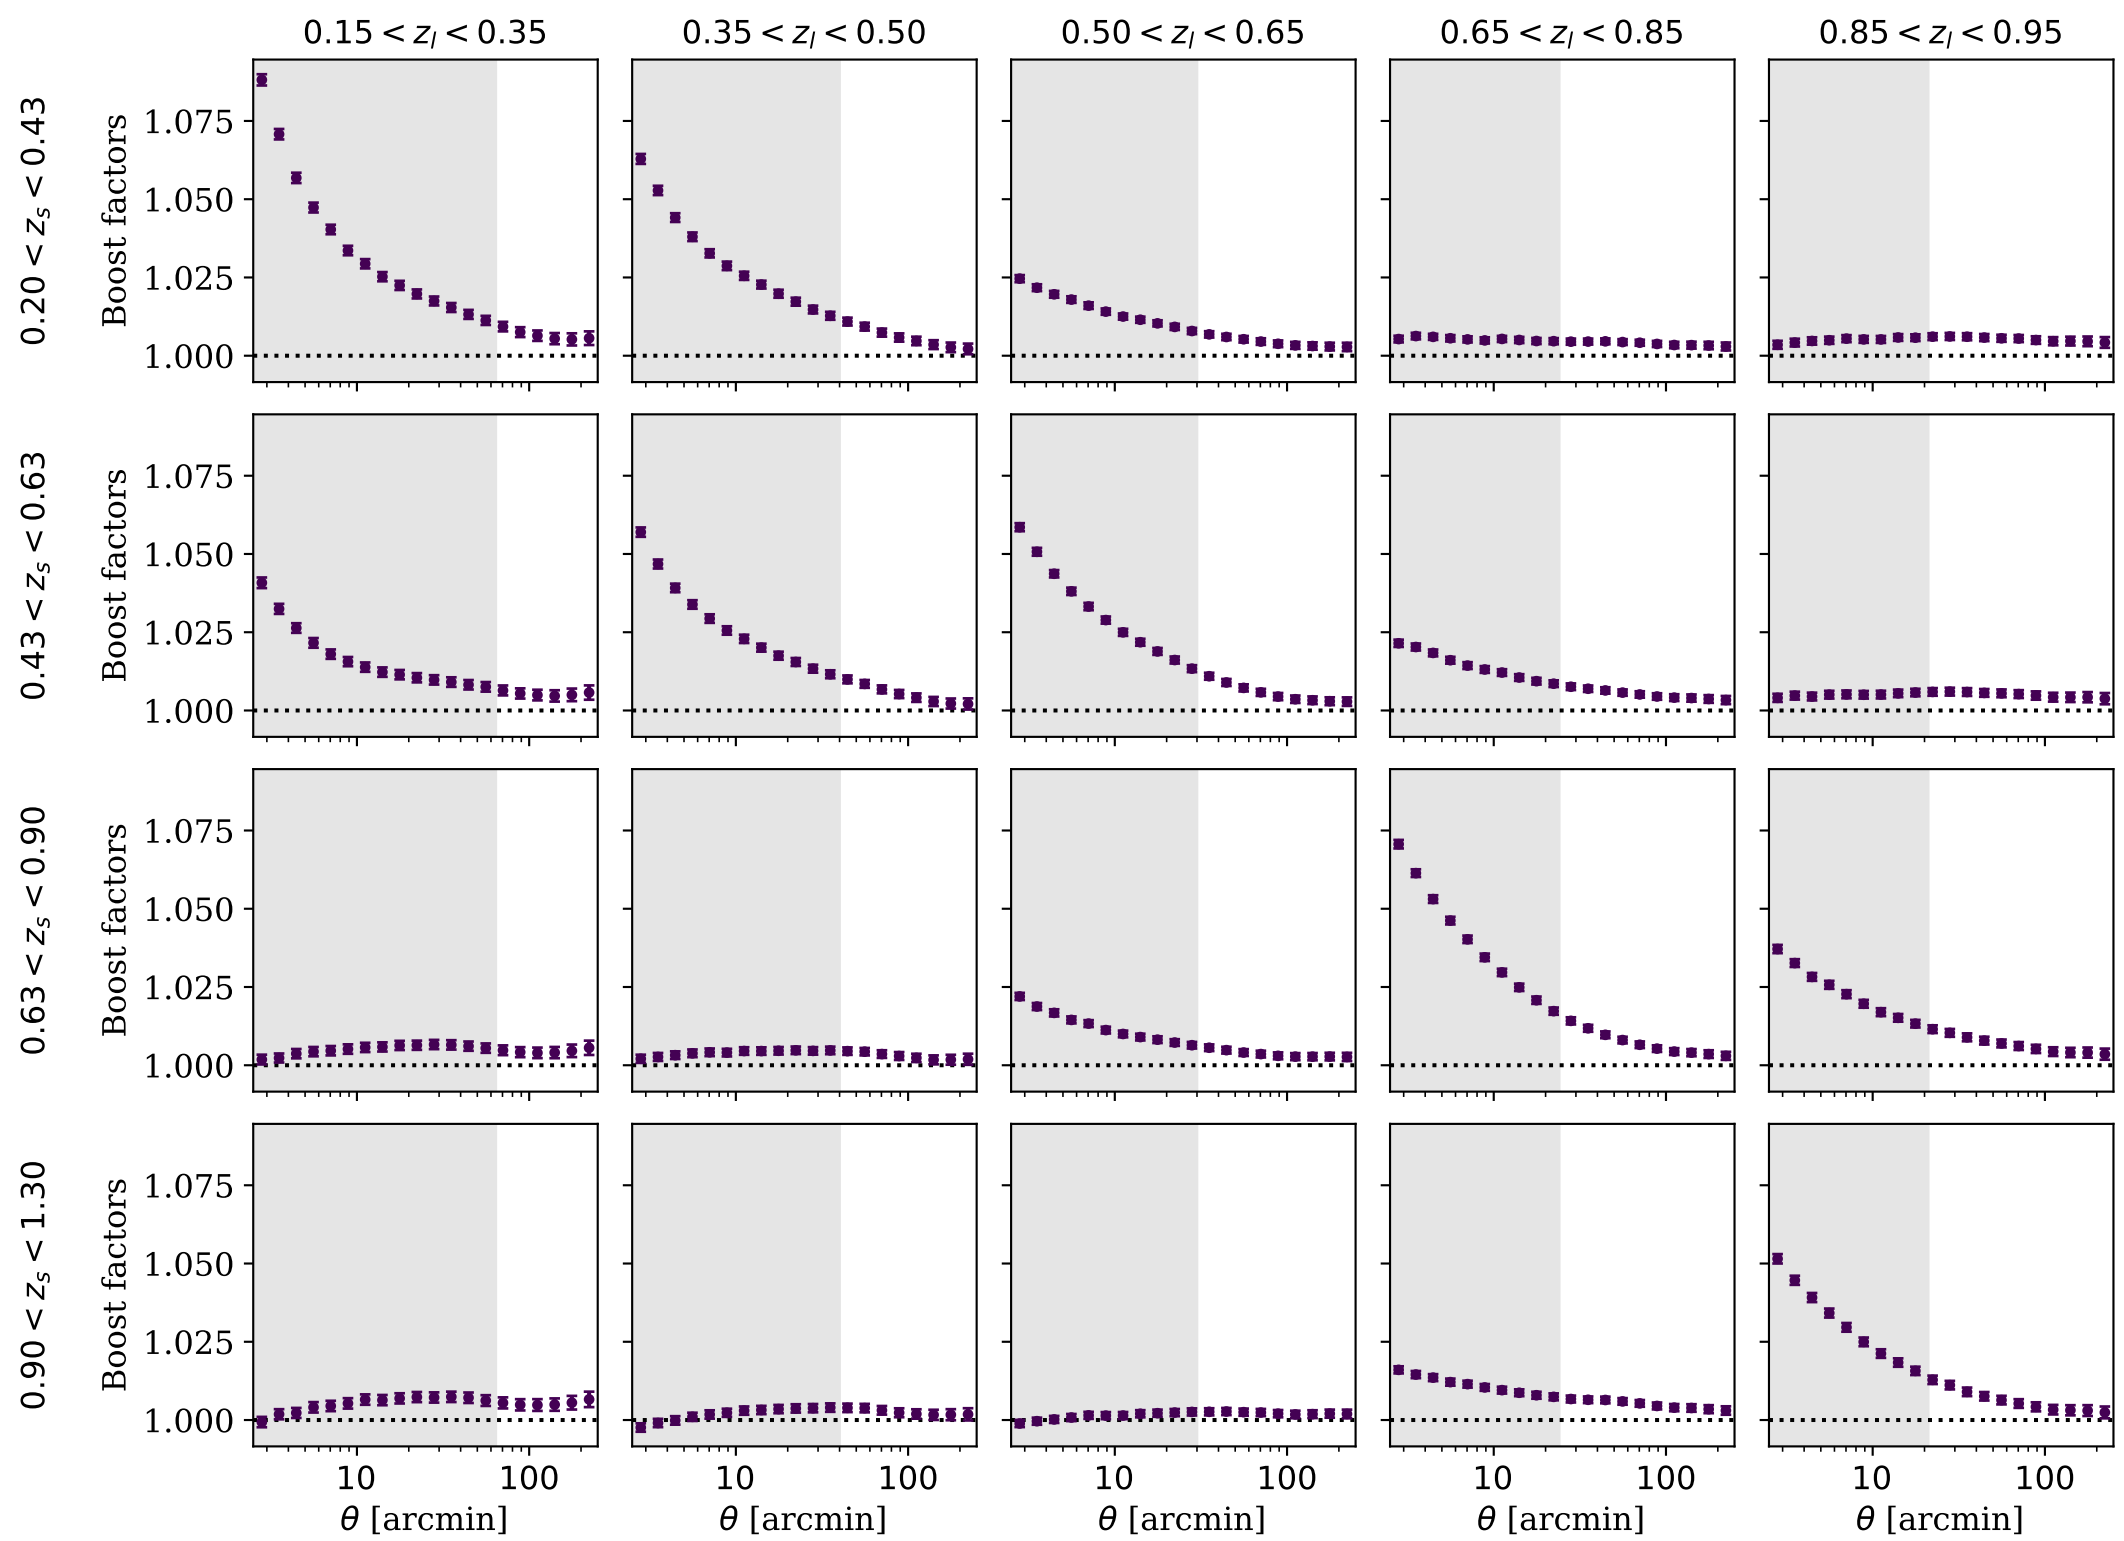 0.15 < z_l < 0.35
0.35 < z_l < 0.50
0.50 < z_l < 0.65
0.65 < z_l < 0.85
0.85 < z_l < 0.95
0.20 < z_s < 0.43
Boost factors
1.075
1.050
1.025
1.000
0.43 < z_s < 0.63
Boost factors
1.075
1.050
1.025
1.000
0.63 < z_s < 0.90
Boost factors
1.075
1.050
1.025
1.000
0.90 < z_s < 1.30
Boost factors
1.075
1.050
1.025
1.000
10 100
θ [arcmin]
10 100
θ [arcmin]
10 100
θ [arcmin]
10 100
θ [arcmin]
10 100
θ [arcmin]